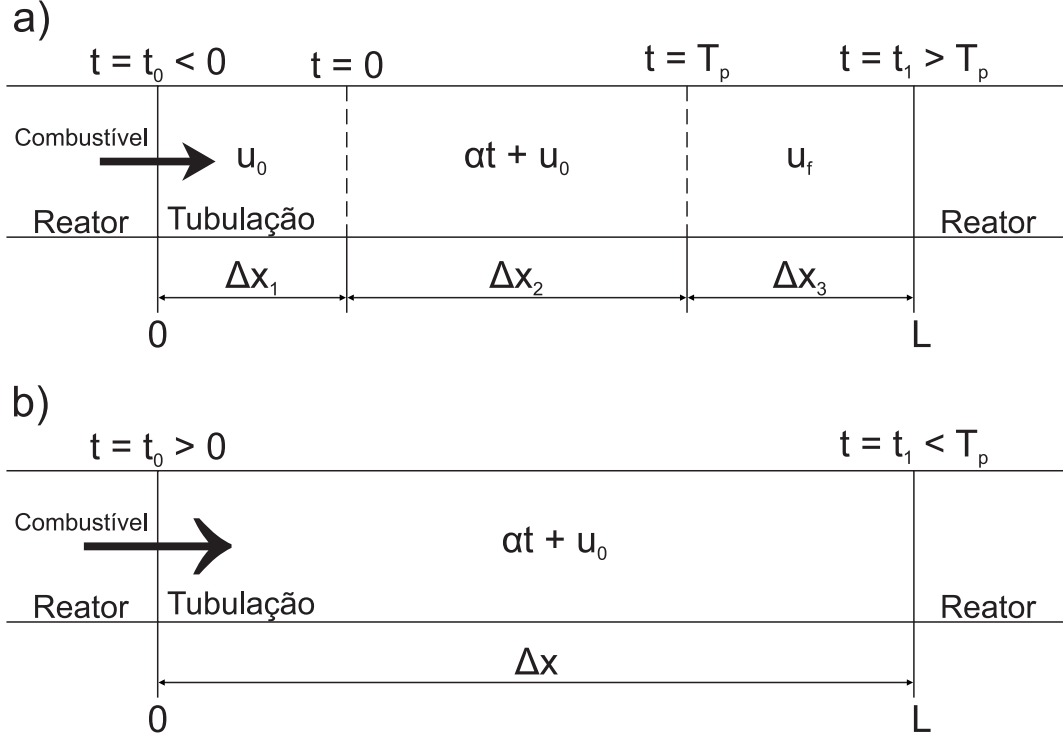 a)
t = t₀ < 0 t = 0 t = Tₚ t = t₁ > Tₚ
Combustível
u₀ αt + u₀ u_f
Reator Tubulação Reator
Δx₁ Δx₂ Δx₃
0 L
b)
t = t₀ > 0 t = t₁ < Tₚ
Combustível
αt + u₀
Reator Tubulação Reator
Δx
0 L